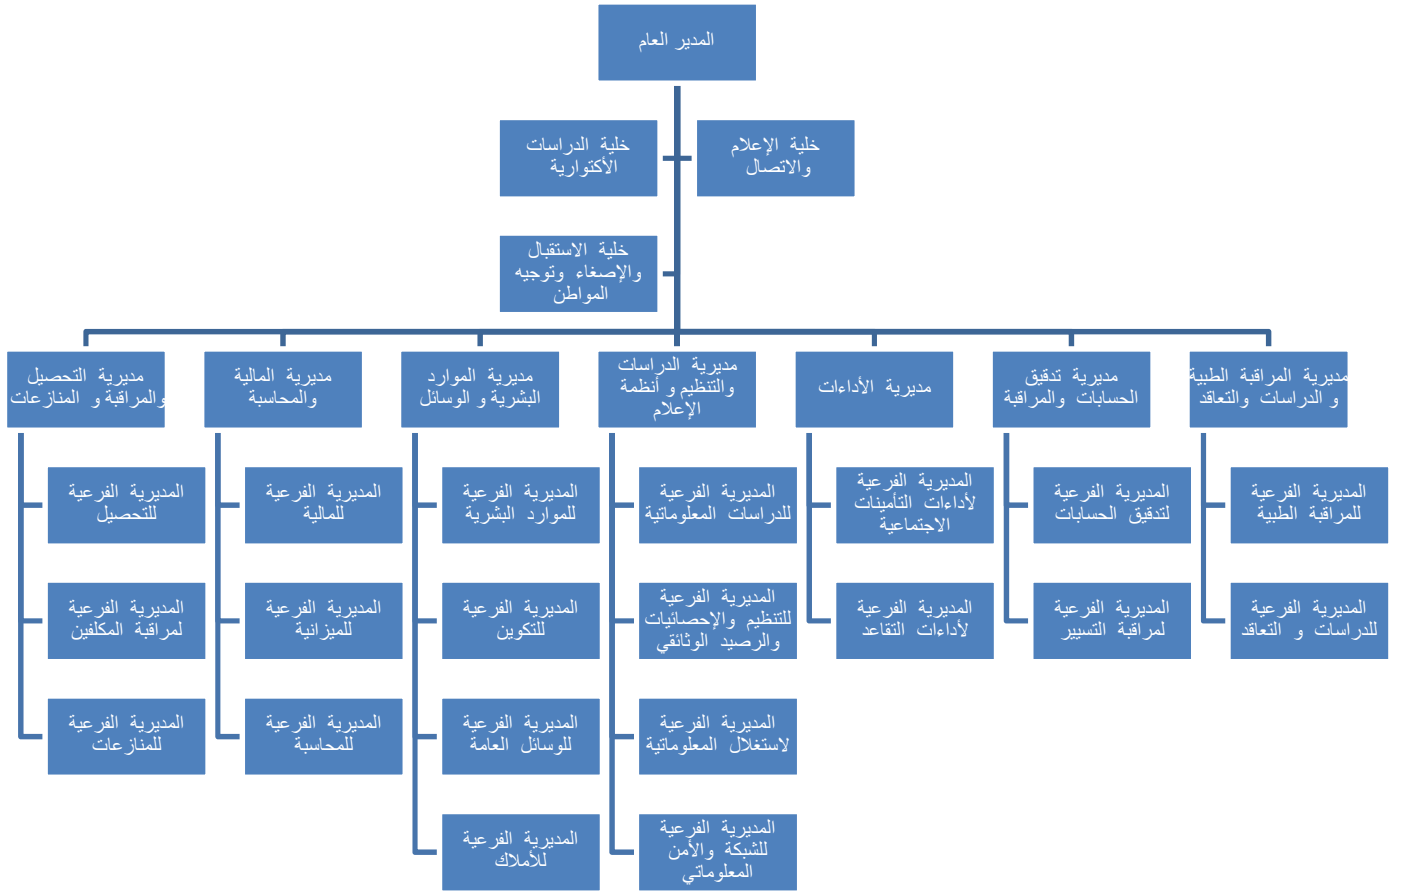 المدير العام
خلية الإعلام
والاتصال
خلية الدراسات
الأكتوارية
خلية الاستقبال
والإصغاء وتوجيه
المواطن
مديرية المراقبة الطبية
و الدراسات والتعاقد
مديرية تدقيق
الحسابات والمراقبة
مديرية الأداءات
مديرية الدراسات
والتنظيم و أنظمة
الإعلام
مديرية الموارد
البشرية و الوسائل
مديرية المالية
والمحاسبة
مديرية التحصيل
والمراقبة و المنازعات
المديرية الفرعية
للمراقبة الطبية
المديرية الفرعية
لتدقيق الحسابات
المديرية الفرعية
لأداءات التأمينات
الاجتماعية
المديرية الفرعية
للدراسات المعلوماتية
المديرية الفرعية
للموارد البشرية
المديرية الفرعية
للمالية
المديرية الفرعية
للتحصيل
المديرية الفرعية
للدراسات و التعاقد
المديرية الفرعية
لمراقبة التسيير
المديرية الفرعية
لأداءات التقاعد
المديرية الفرعية
للتنظيم والإحصائيات
والرصيد الوثائقي
المديرية الفرعية
للتكوين
المديرية الفرعية
للميزانية
المديرية الفرعية
لمراقبة المكلفين
المديرية الفرعية
لاستغلال المعلوماتية
المديرية الفرعية
للوسائل العامة
المديرية الفرعية
للمحاسبة
المديرية الفرعية
للمنازعات
المديرية الفرعية
للشبكة والأمن
المعلوماتي
المديرية الفرعية
للأملاك